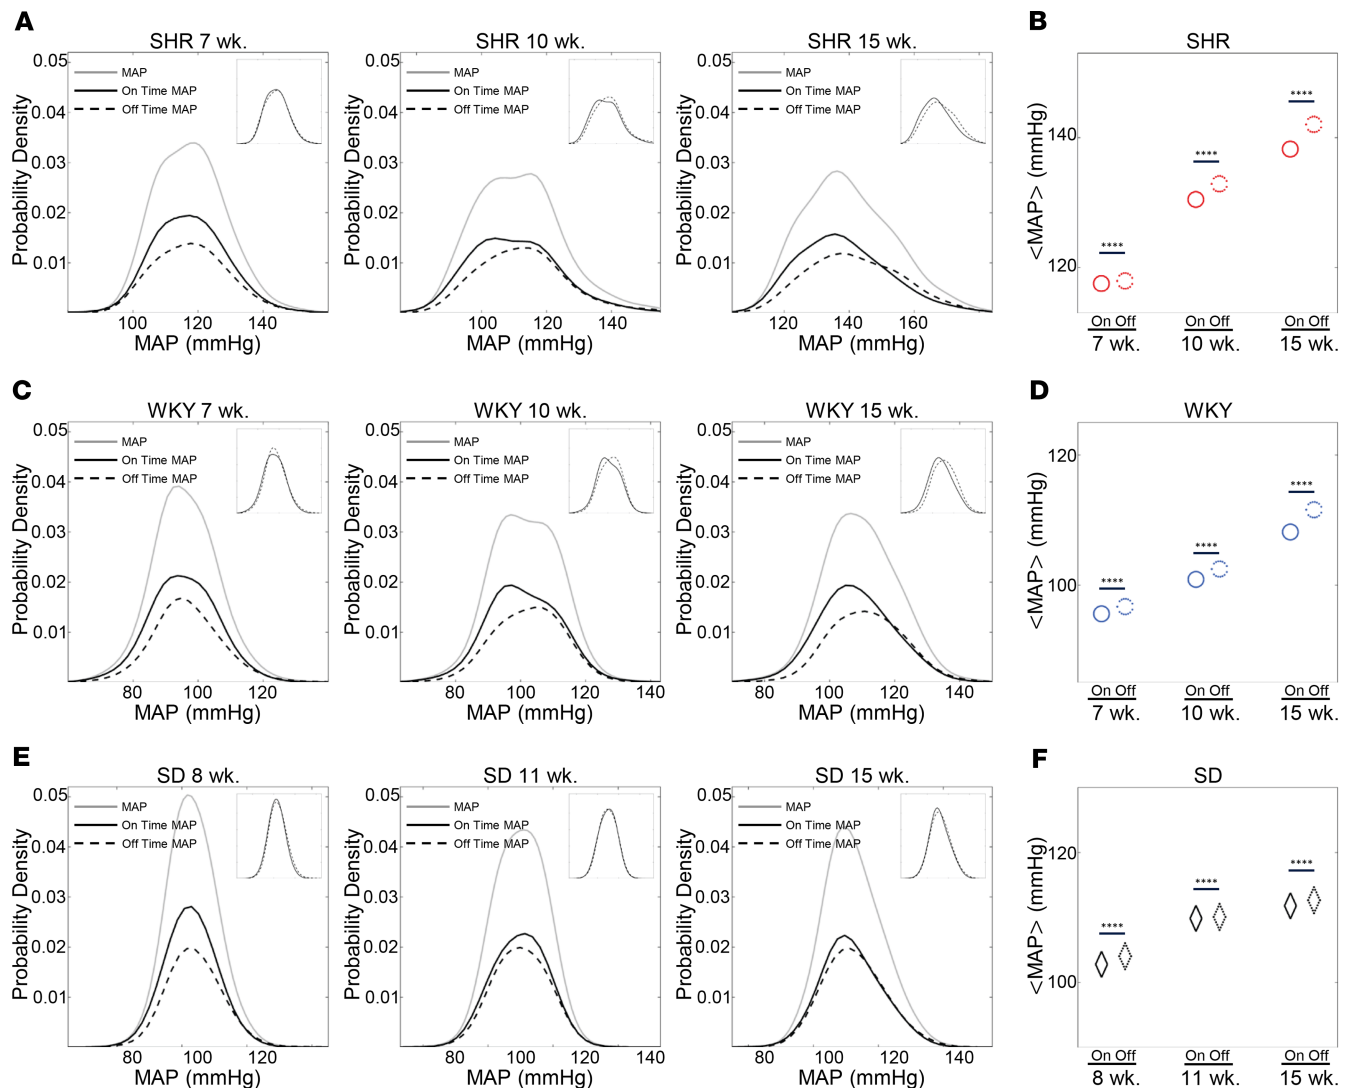 A
SHR 7 wk.
0.05
0.04
0.03
0.02
0.01
Probability Density
MAP
On Time MAP
Off Time MAP
100 120 140
MAP (mmHg)
SHR 10 wk.
0.05
0.04
0.03
0.02
0.01
Probability Density
MAP
On Time MAP
Off Time MAP
100 120 140
MAP (mmHg)
SHR 15 wk.
0.05
0.04
0.03
0.02
0.01
Probability Density
MAP
On Time MAP
Off Time MAP
120 140 160
MAP (mmHg)
B
SHR
<MAP> (mmHg)
140
120
****
****
****
On Off On Off On Off
7 wk. 10 wk. 15 wk.
C
WKY 7 wk.
0.05
0.04
0.03
0.02
0.01
Probability Density
MAP
On Time MAP
Off Time MAP
80 100 120
MAP (mmHg)
WKY 10 wk.
0.05
0.04
0.03
0.02
0.01
Probability Density
MAP
On Time MAP
Off Time MAP
80 100 120 140
MAP (mmHg)
WKY 15 wk.
0.05
0.04
0.03
0.02
0.01
Probability Density
MAP
On Time MAP
Off Time MAP
80 100 120 140
MAP (mmHg)
D
WKY
<MAP> (mmHg)
120
100
****
****
****
On Off On Off On Off
7 wk. 10 wk. 15 wk.
E
SD 8 wk.
0.05
0.04
0.03
0.02
0.01
Probability Density
MAP
On Time MAP
Off Time MAP
80 100 120
MAP (mmHg)
SD 11 wk.
0.05
0.04
0.03
0.02
0.01
Probability Density
MAP
On Time MAP
Off Time MAP
80 100 120 140
MAP (mmHg)
SD 15 wk.
0.05
0.04
0.03
0.02
0.01
Probability Density
MAP
On Time MAP
Off Time MAP
80 100 120 140
MAP (mmHg)
F
SD
<MAP> (mmHg)
120
100
****
****
****
On Off On Off On Off
8 wk. 11 wk. 15 wk.